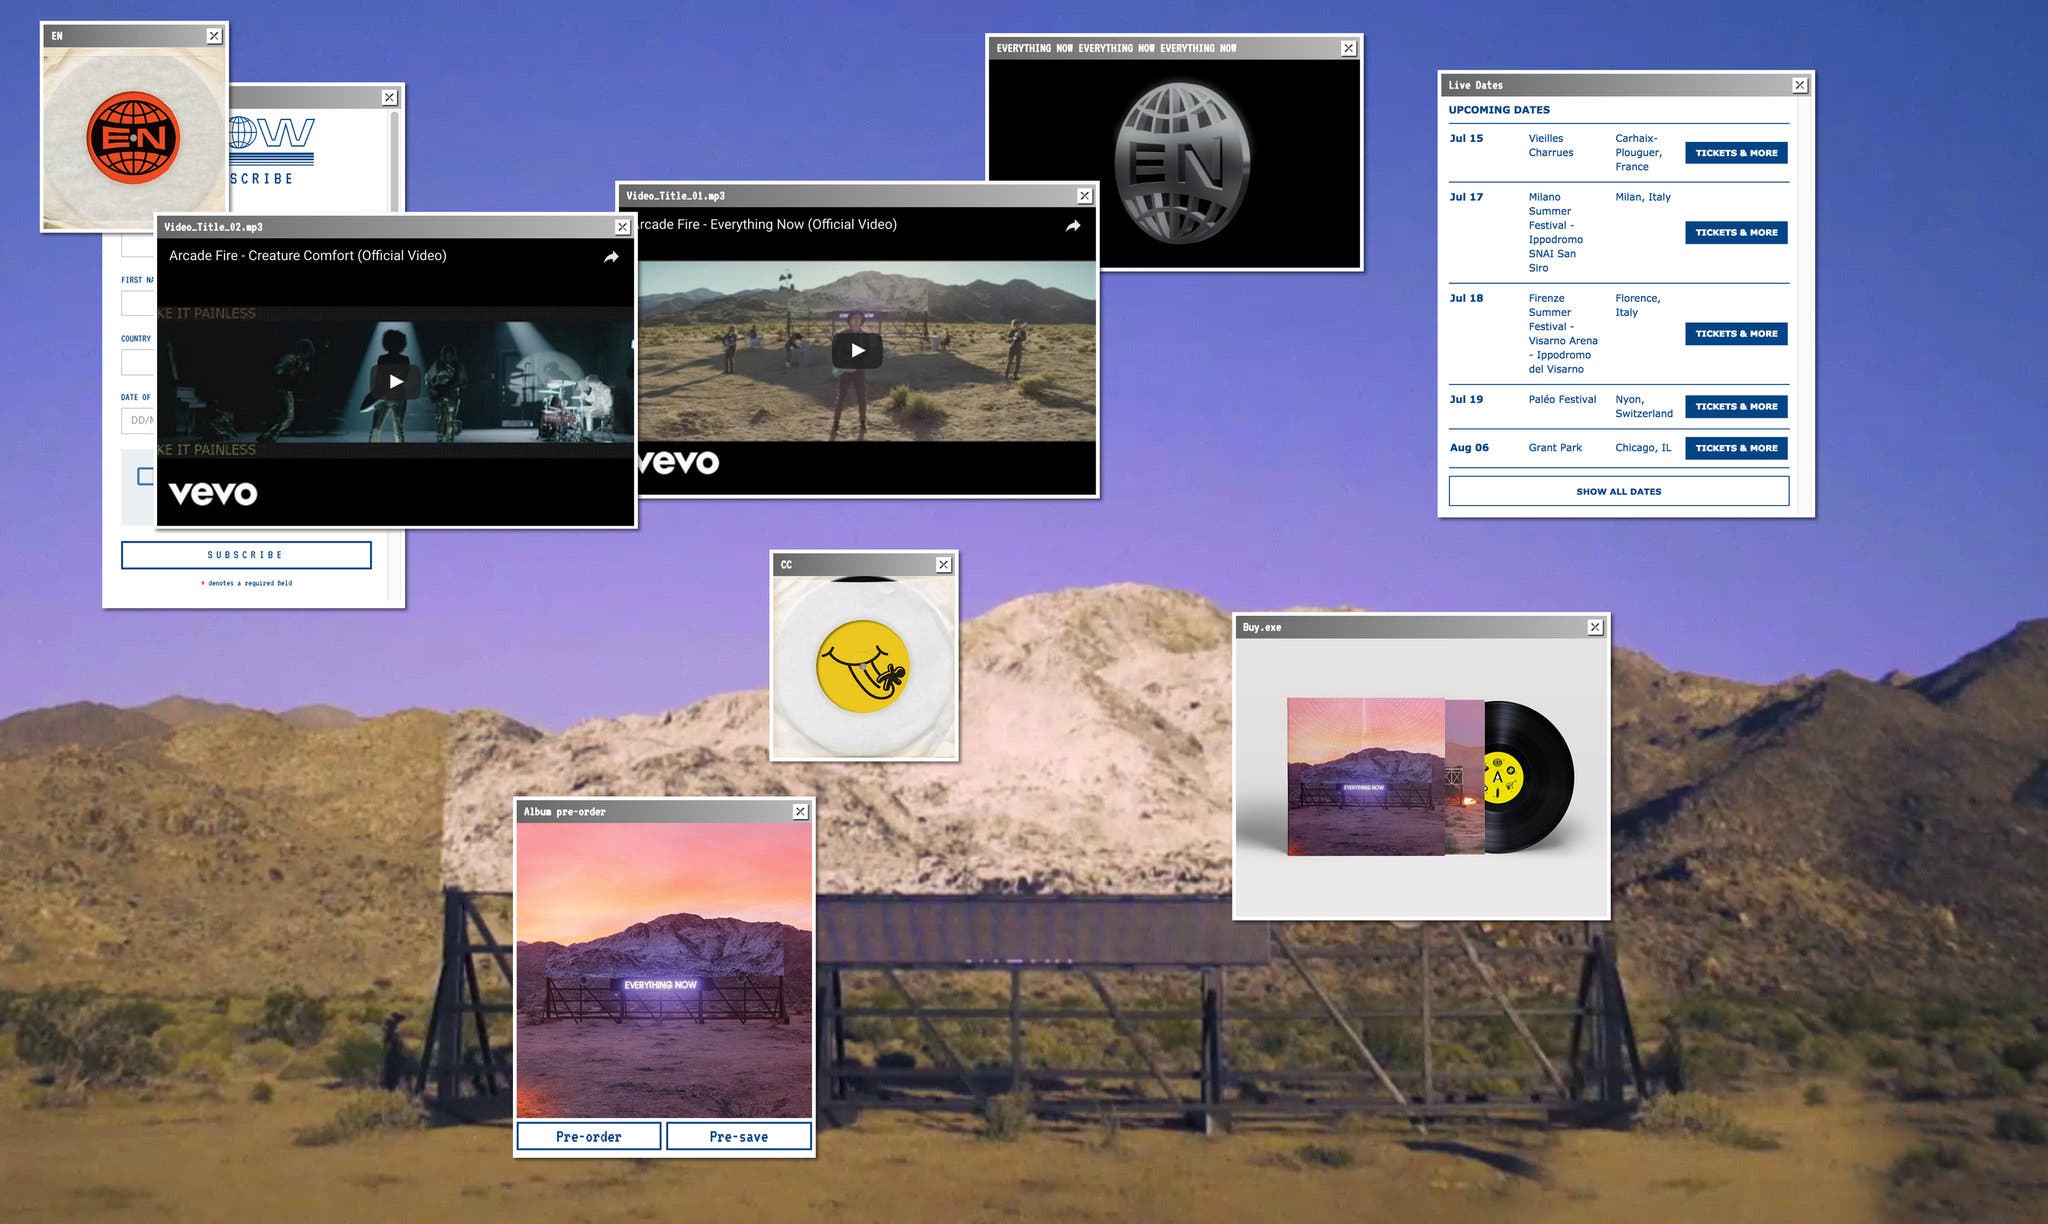 EN
E·N
OW
SCRIBE
FIRST NA
COUNTRY
DATE OF
DD/M
SUBSCRIBE
* denotes a required field
Video_Title_02.mp3
Arcade Fire - Creature Comfort (Official Video)
KE IT PAINLESS
KE IT PAINLESS
vevo
Video_Title_01.mp3
Arcade Fire - Everything Now (Official Video)
EVERYTHING NOW
vevo
EVERYTHING NOW EVERYTHING NOW EVERYTHING NOW
EN
Live Dates
UPCOMING DATES
Jul 15
Vieilles
Charrues
Carhaix-
Plouguer,
France
TICKETS & MORE
Jul 17
Milano
Summer
Festival -
Ippodromo
SNAI San
Siro
Milan, Italy
TICKETS & MORE
Jul 18
Firenze
Summer
Festival -
Visarno Arena
- Ippodromo
del Visarno
Florence,
Italy
TICKETS & MORE
Jul 19
Paléo Festival
Nyon,
Switzerland
TICKETS & MORE
Aug 06
Grant Park
Chicago, IL
TICKETS & MORE
SHOW ALL DATES
CC
Buy.exe
EVERYTHING NOW
A
Album pre-order
EVERYTHING NOW
Pre-order
Pre-save